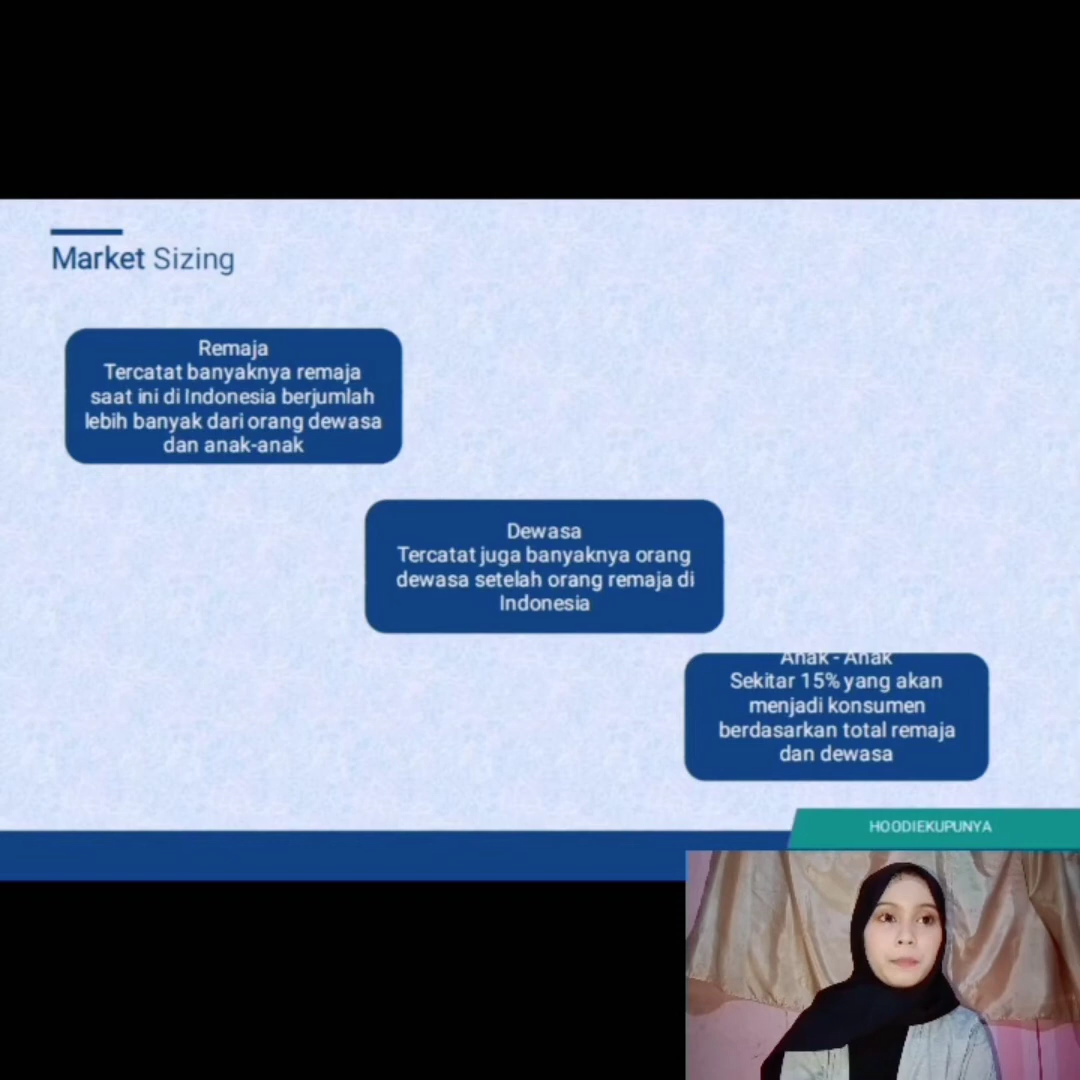 Market Sizing
Remaja
Tercatat banyaknya remaja
saat ini di Indonesia berjumlah
lebih banyak dari orang dewasa
dan anak-anak
Dewasa
Tercatat juga banyaknya orang
dewasa setelah orang remaja di
Indonesia
Anak - Anak
Sekitar 15% yang akan
menjadi konsumen
berdasarkan total remaja
dan dewasa
HOODIEKUPUNYA